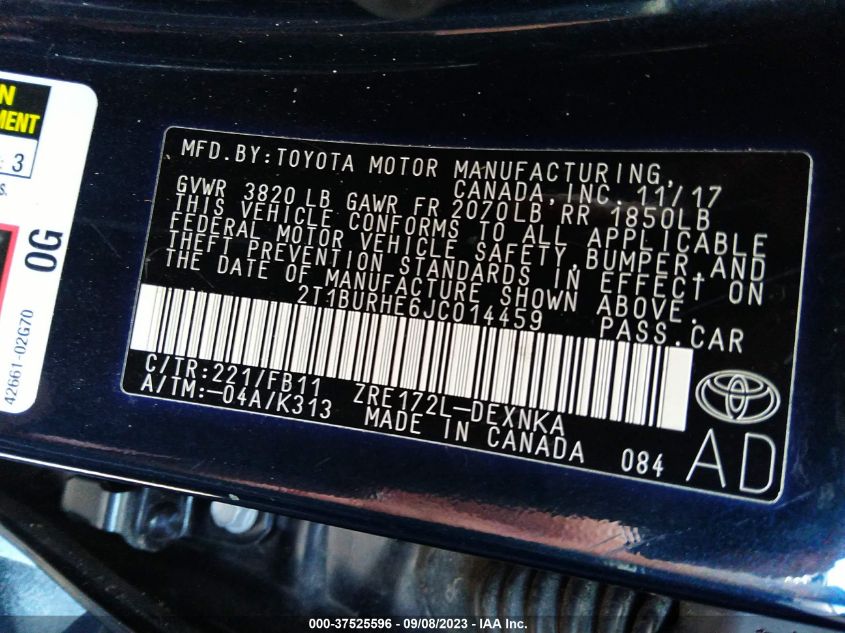 N
MENT
: 3
s.
0G
42661-02G70
MFD.BY:TOYOTA MOTOR MANUFACTURING,
CANADA,INC. 11/17
GVWR 3820 LB GAWR FR 2070LB,RR 1850LB
THIS VEHICLE CONFORMS TO ALL APPLICABLE
FEDERAL MOTOR VEHICLE SAFETY,BUMPER,AND
THEFT PREVENTION STANDARDS IN EFFECT ON
THE DATE OF MANUFACTURE SHOWN ABOVE.
2T1BURHE6JC014459 PASS.CAR
C/TR:221/FB11 ZRE172L-DEXNKA
A/TM:-04A/K313 MADE IN CANADA 084
AD
000-37525596 - 09/08/2023 - IAA Inc.